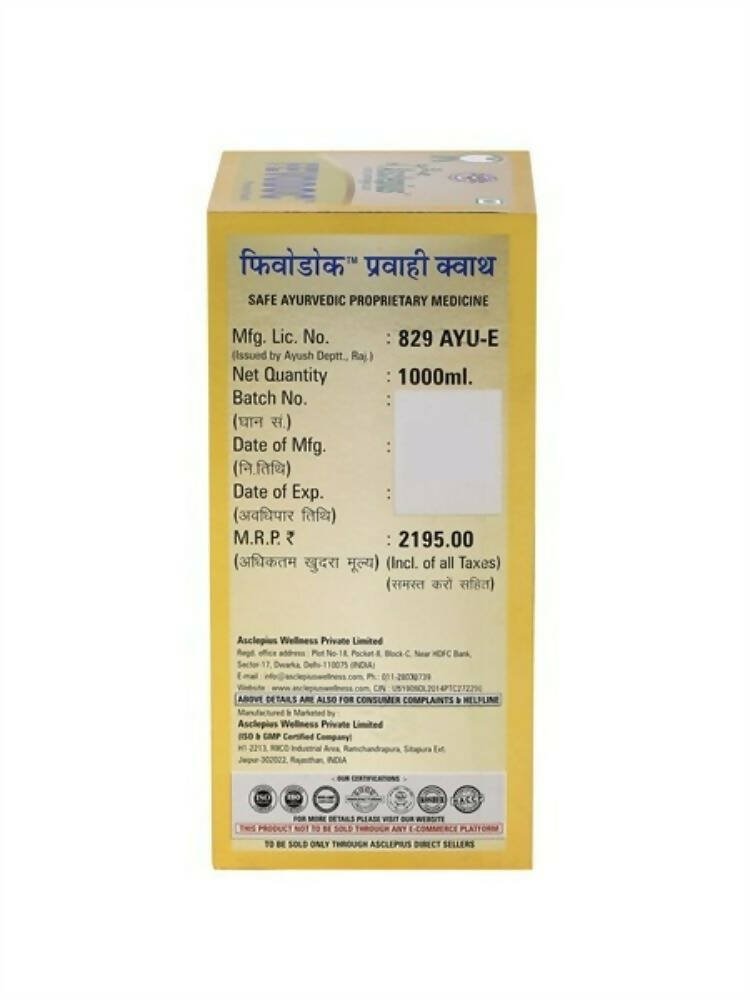 फिवोडोक™ प्रवाही क्वाथ
SAFE AYURVEDIC PROPRIETARY MEDICINE
Mfg. Lic. No. : 829 AYU-E
(Issued by Ayush Deptt., Raj.)
Net Quantity : 1000ml.
Batch No. :
(घान सं.)
Date of Mfg. :
(नि.तिथि)
Date of Exp. :
(अवधिपार तिथि)
M.R.P. ₹ : 2195.00
(अधिकतम खुदरा मूल्य) (Incl. of all Taxes)
(समस्त करों सहित)
Asclepius Wellness Private Limited
Regd. office address : Plot No-18, Pocket-8, Block-C, Near HDFC Bank,
Sector-17, Dwarka, Delhi-110075 (INDIA)
E-mail : info@asclepiuswellness.com, Ph.: 011-28030739
Website : www.asclepiuswellness.com, CIN :
ABOVE DETAILS ARE ALSO FOR CONSUMER COMPLAINTS & HELPLINE
Manufactured & Marketed by :
Asclepius Wellness Private Limited
(ISO & GMP Certified Company)
H1-2213, RIICO Industrial Area, Ramchandrapura, Sitapura Ext.
Jaipur-302022, Rajasthan, INDIA
OUR CERTIFICATIONS
ISO ISO KOSHER HACCP
FOR MORE DETAILS PLEASE VISIT OUR WEBSITE
THIS PRODUCT NOT TO BE SOLD THROUGH ANY E-COMMERCE PLATFORM
TO BE SOLD ONLY THROUGH ASCLEPIUS DIRECT SELLERS